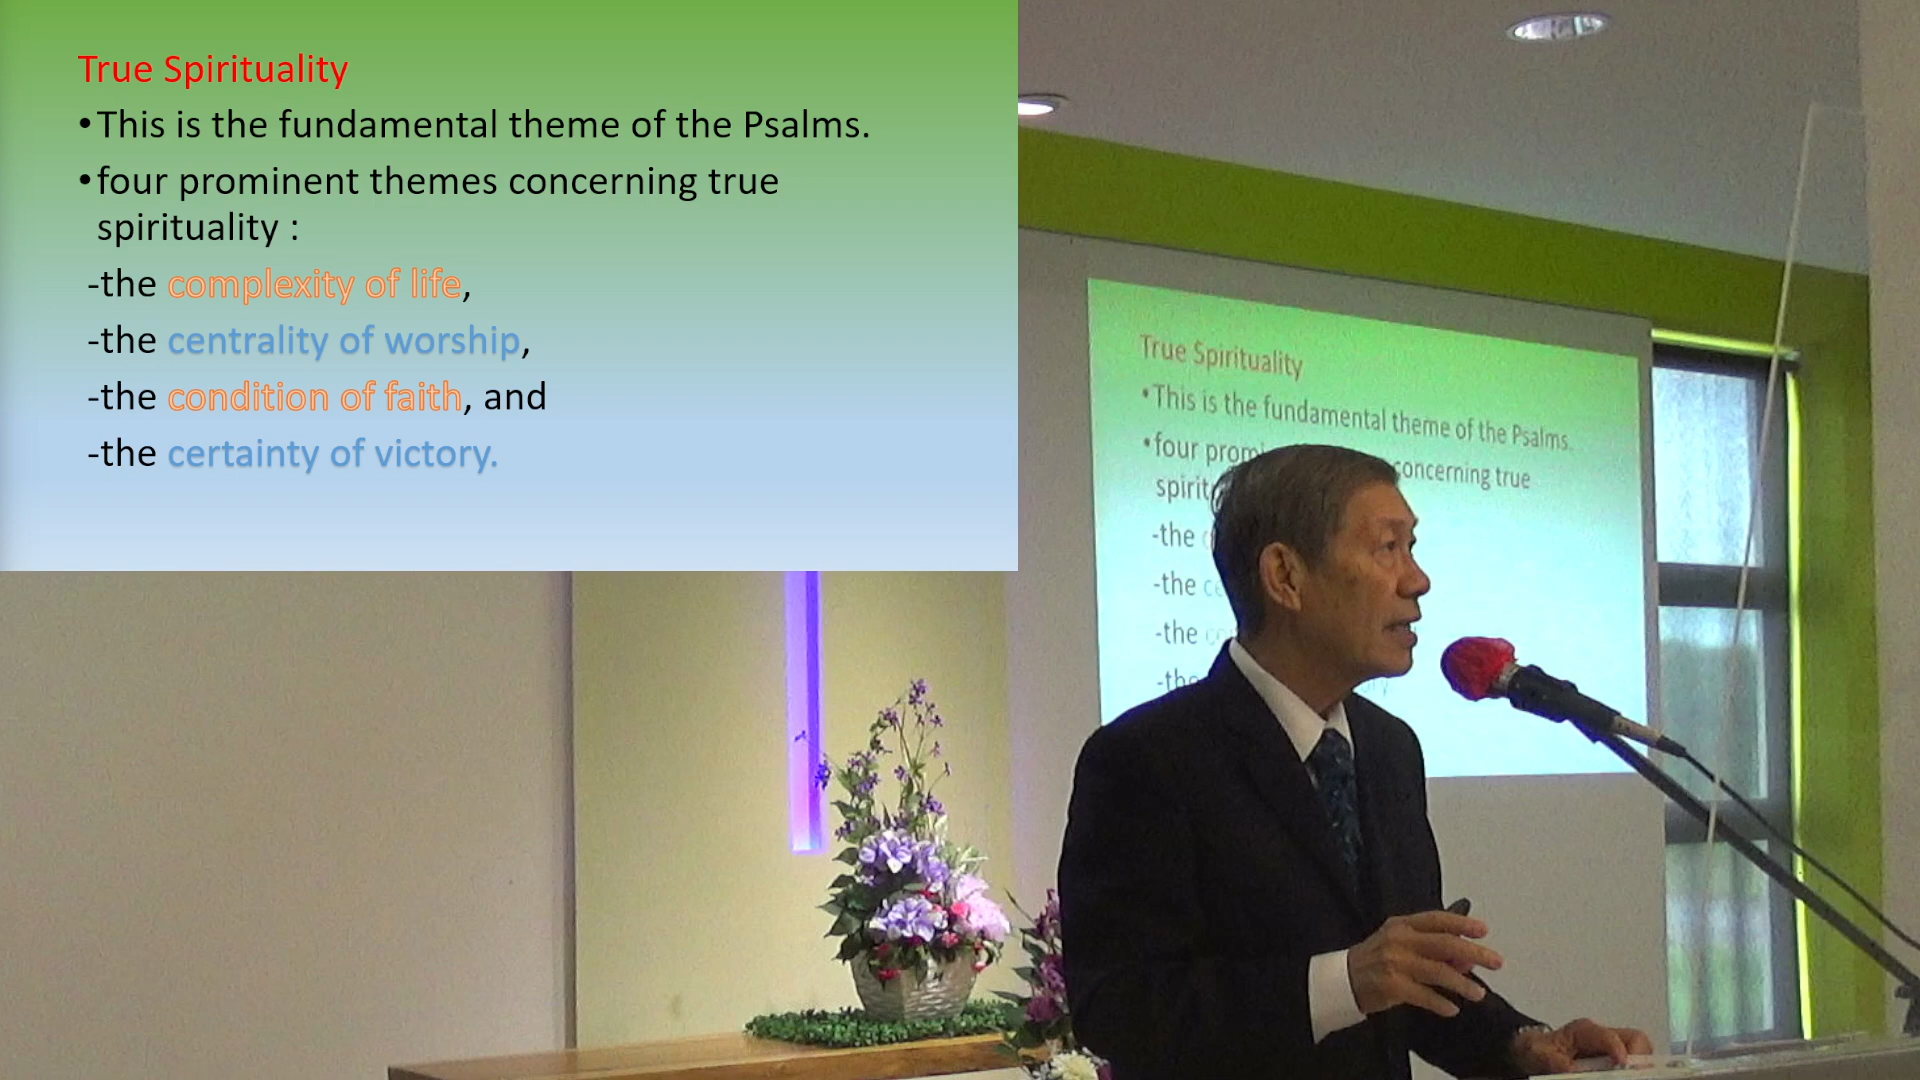 True Spirituality
•This is the fundamental theme of the Psalms.
•four prominent themes concerning true
spirituality :
-the complexity of life,
-the centrality of worship,
-the condition of faith, and
-the certainty of victory.
True Spirituality
•This is the fundamental theme of the Psalms.
•four concerning true
-the
-the
-the
-the